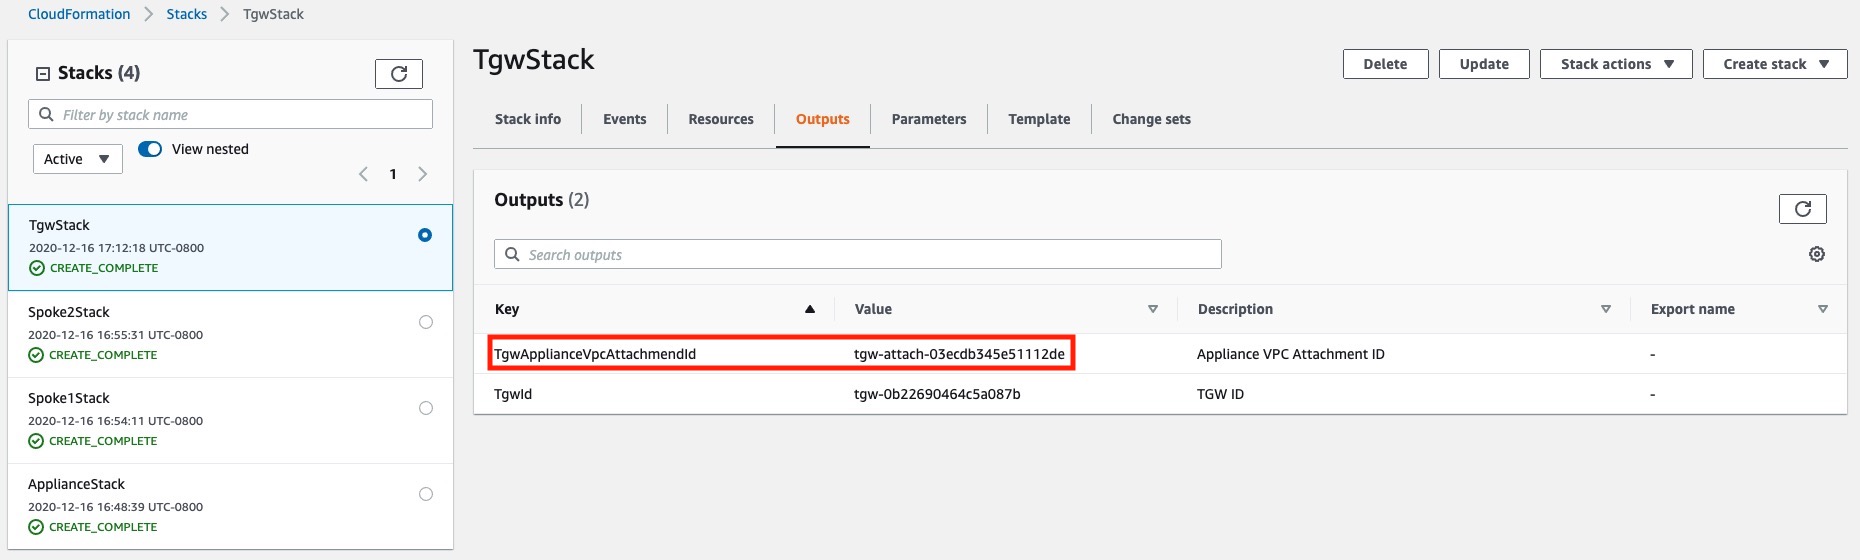 CloudFormation > Stacks > TgwStack
Stacks (4)
Filter by stack name
Active
View nested
1
TgwStack
2020-12-16 17:12:18 UTC-0800
CREATE_COMPLETE
Spoke2Stack
2020-12-16 16:55:31 UTC-0800
CREATE_COMPLETE
Spoke1Stack
2020-12-16 16:54:11 UTC-0800
CREATE_COMPLETE
ApplianceStack
2020-12-16 16:48:39 UTC-0800
CREATE_COMPLETE
TgwStack
Delete Update Stack actions Create stack
Stack info Events Resources Outputs Parameters Template Change sets
Outputs (2)
Search outputs
Key Value Description Export name
TgwApplianceVpcAttachmendId tgw-attach-03ecdb345e51112de Appliance VPC Attachment ID -
TgwId tgw-0b22690464c5a087b TGW ID -